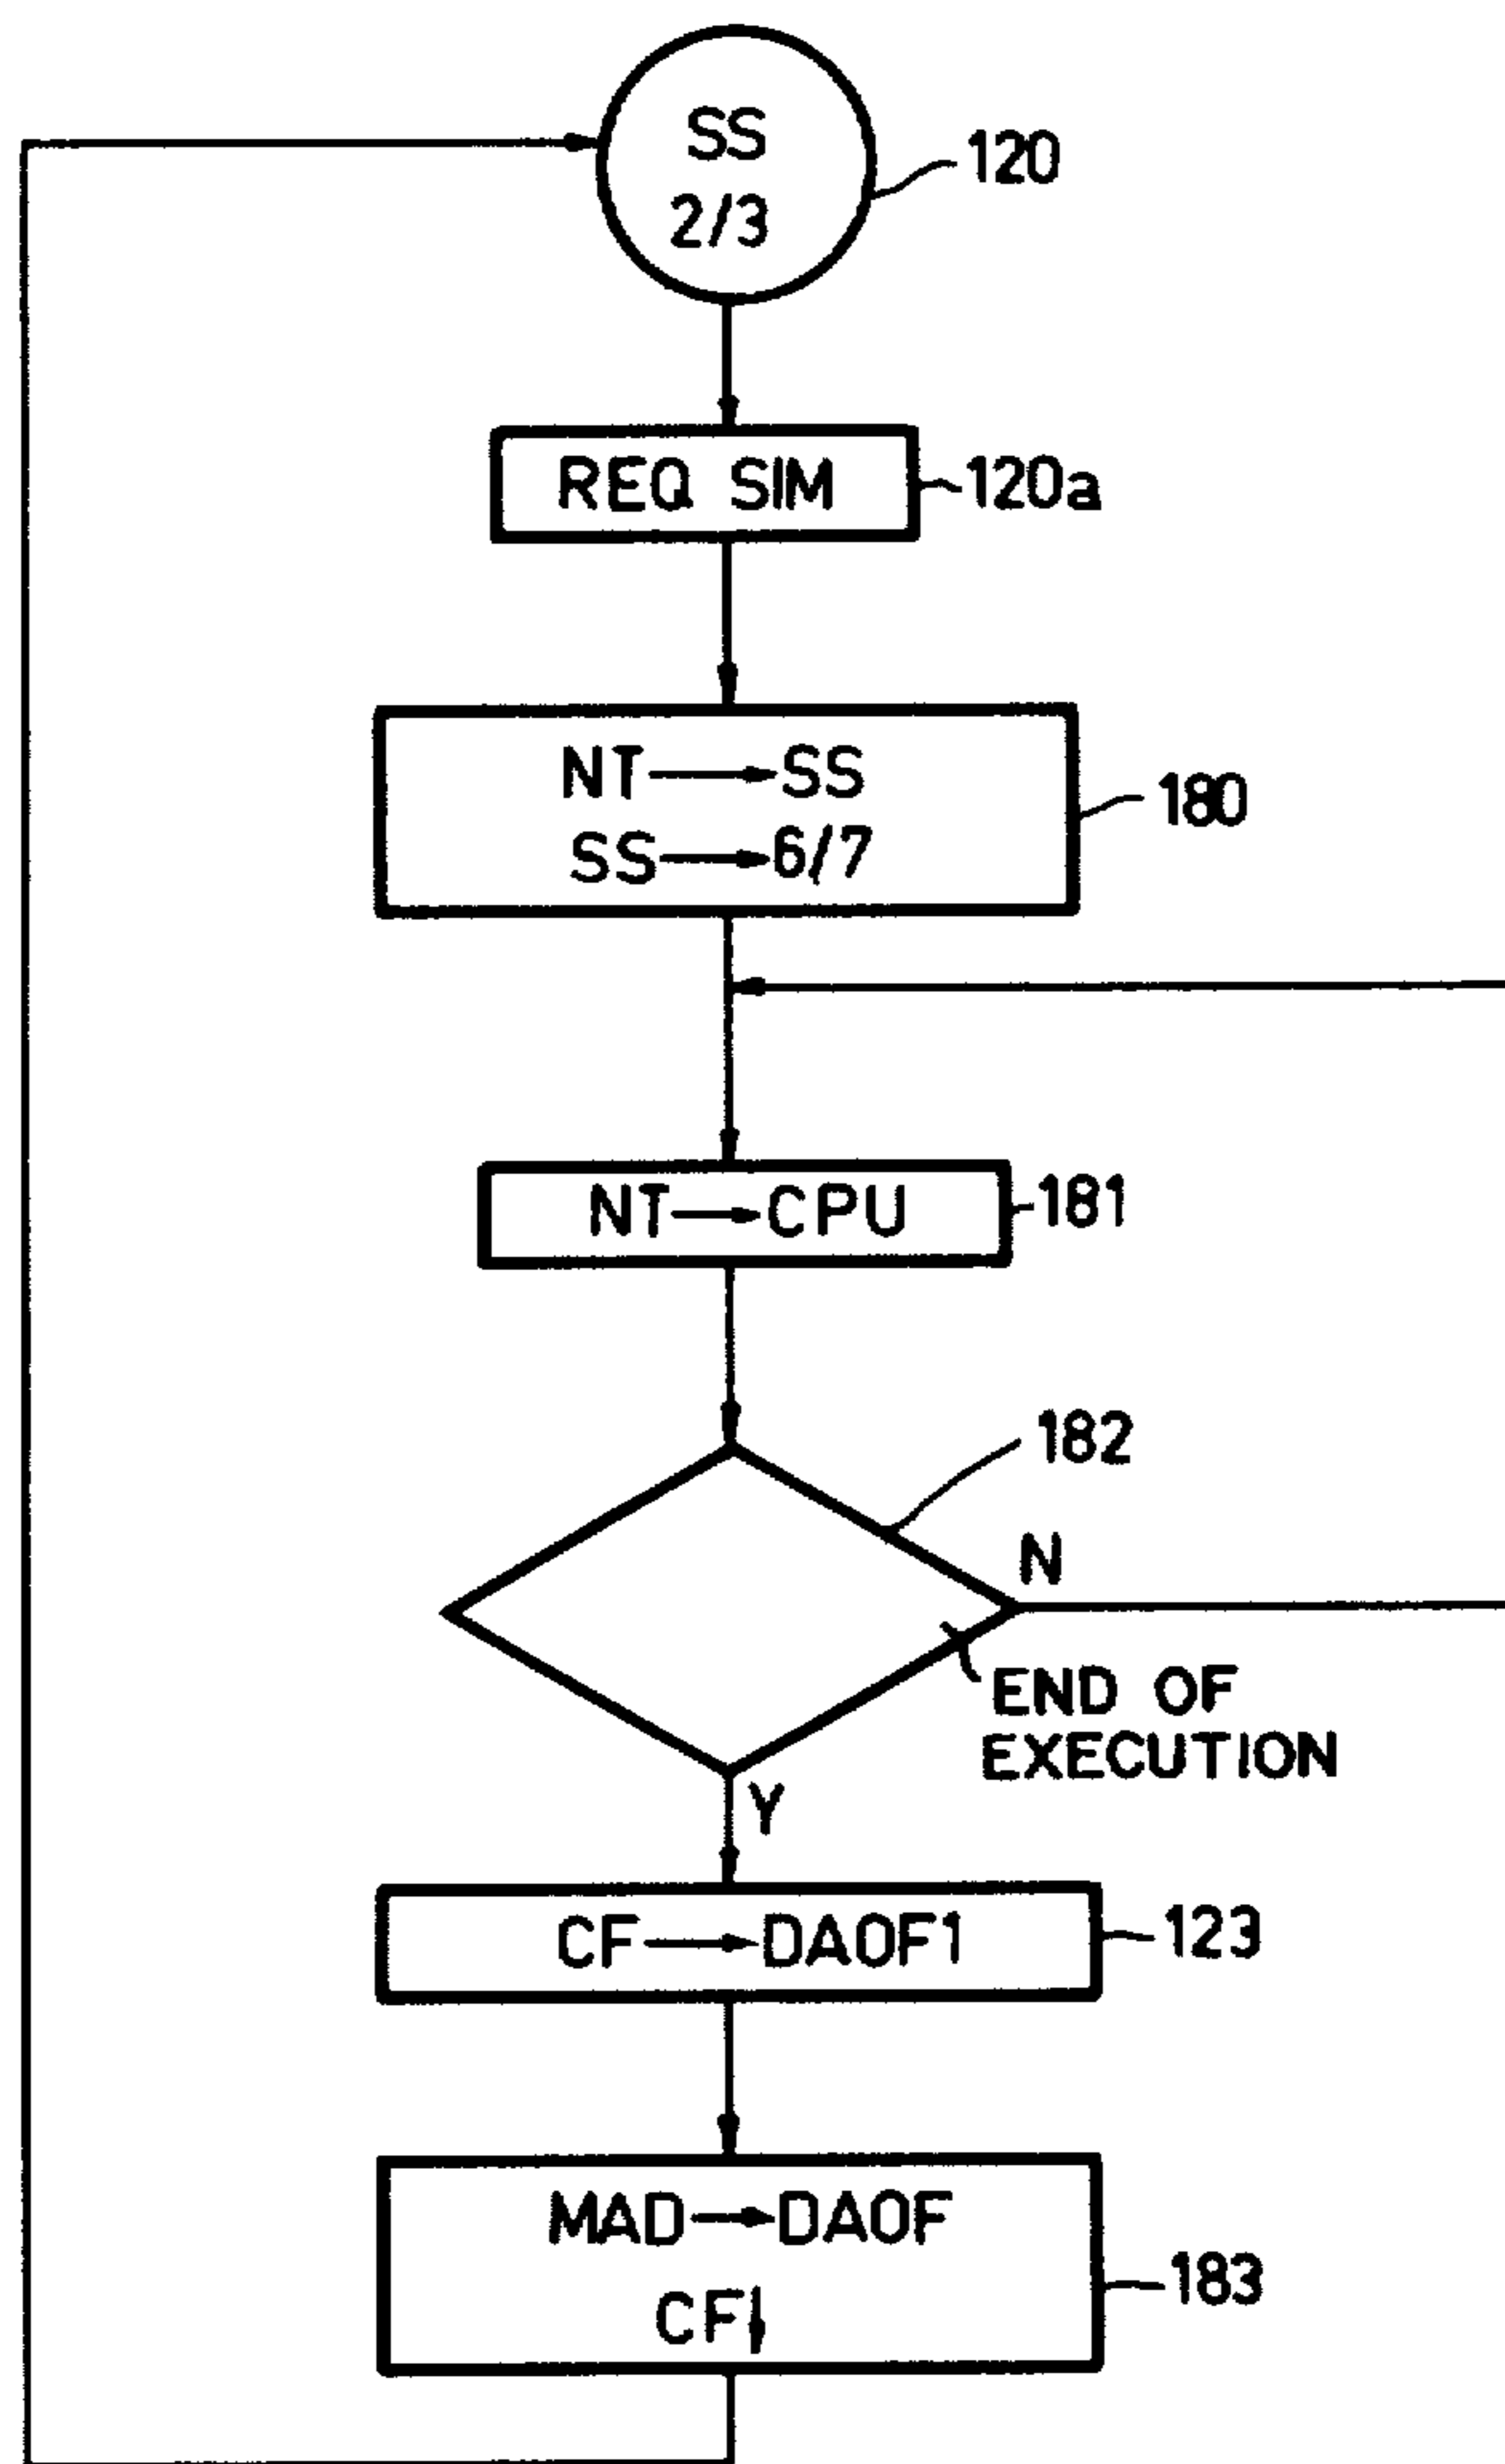 SS
2/3
120
REQ SIM
120a
NT→SS
SS→6/7
180
NT→CPU
181
182
N
END OF
EXECUTION
Y
CF→DAOF1
123
MAD→DAOF
CF↓
183